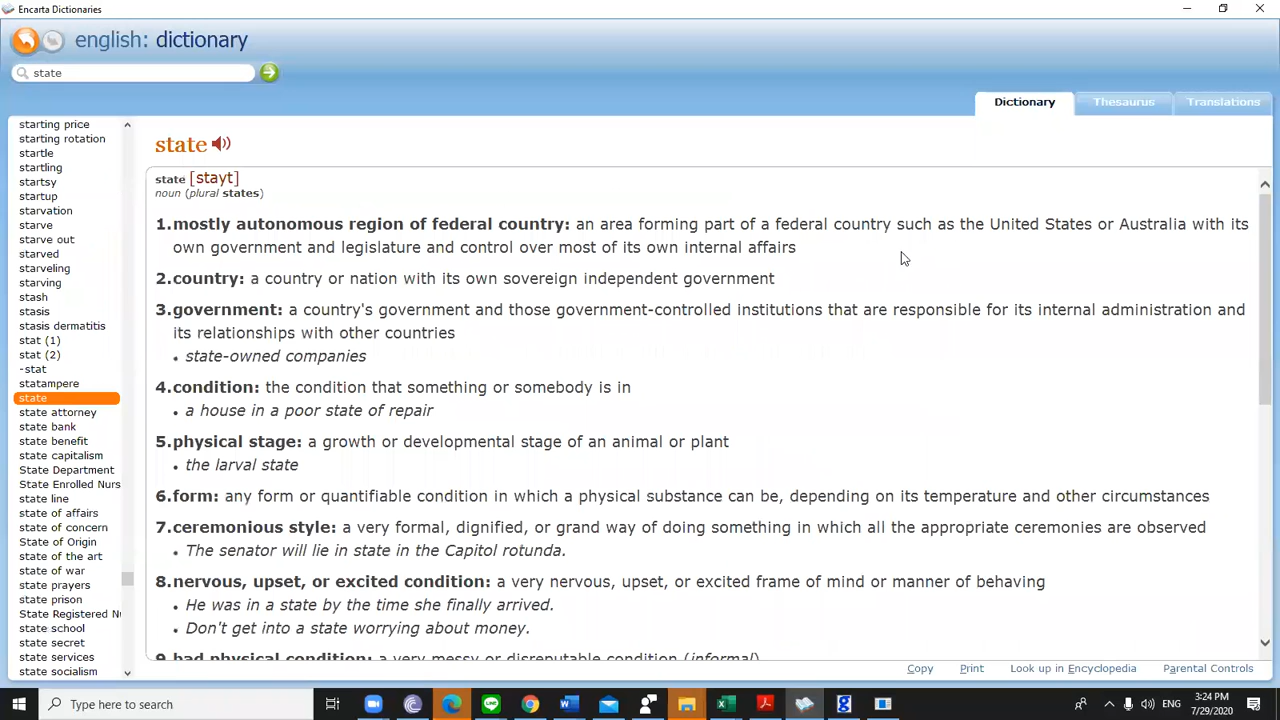 Encarta Dictionaries
english: dictionary
state
Dictionary
Thesaurus
Translations
starting price
starting rotation
startle
startling
startsy
startup
starvation
starve
starve out
starved
starveling
starving
stash
stasis
stasis dermatitis
stat (1)
stat (2)
-stat
statampere
state
state attorney
state bank
state benefit
state capitalism
State Department
State Enrolled Nurs
state line
state of affairs
state of concern
State of Origin
state of the art
state of war
state prayers
state prison
State Registered Nu
state school
state secret
state services
state socialism
state
state [stayt]
noun (plural states)
1. mostly autonomous region of federal country: an area forming part of a federal country such as the United States or Australia with its
own government and legislature and control over most of its own internal affairs
2. country: a country or nation with its own sovereign independent government
3. government: a country's government and those government-controlled institutions that are responsible for its internal administration and
its relationships with other countries
• state-owned companies
4. condition: the condition that something or somebody is in
• a house in a poor state of repair
5. physical stage: a growth or developmental stage of an animal or plant
• the larval state
6. form: any form or quantifiable condition in which a physical substance can be, depending on its temperature and other circumstances
7. ceremonious style: a very formal, dignified, or grand way of doing something in which all the appropriate ceremonies are observed
• The senator will lie in state in the Capitol rotunda.
8. nervous, upset, or excited condition: a very nervous, upset, or excited frame of mind or manner of behaving
• He was in a state by the time she finally arrived.
• Don't get into a state worrying about money.
9. bad physical condition: a very messy or disreputable condition (informal)
Copy
Print
Look up in Encyclopedia
Parental Controls
Type here to search
ENG
3:24 PM
7/29/2020